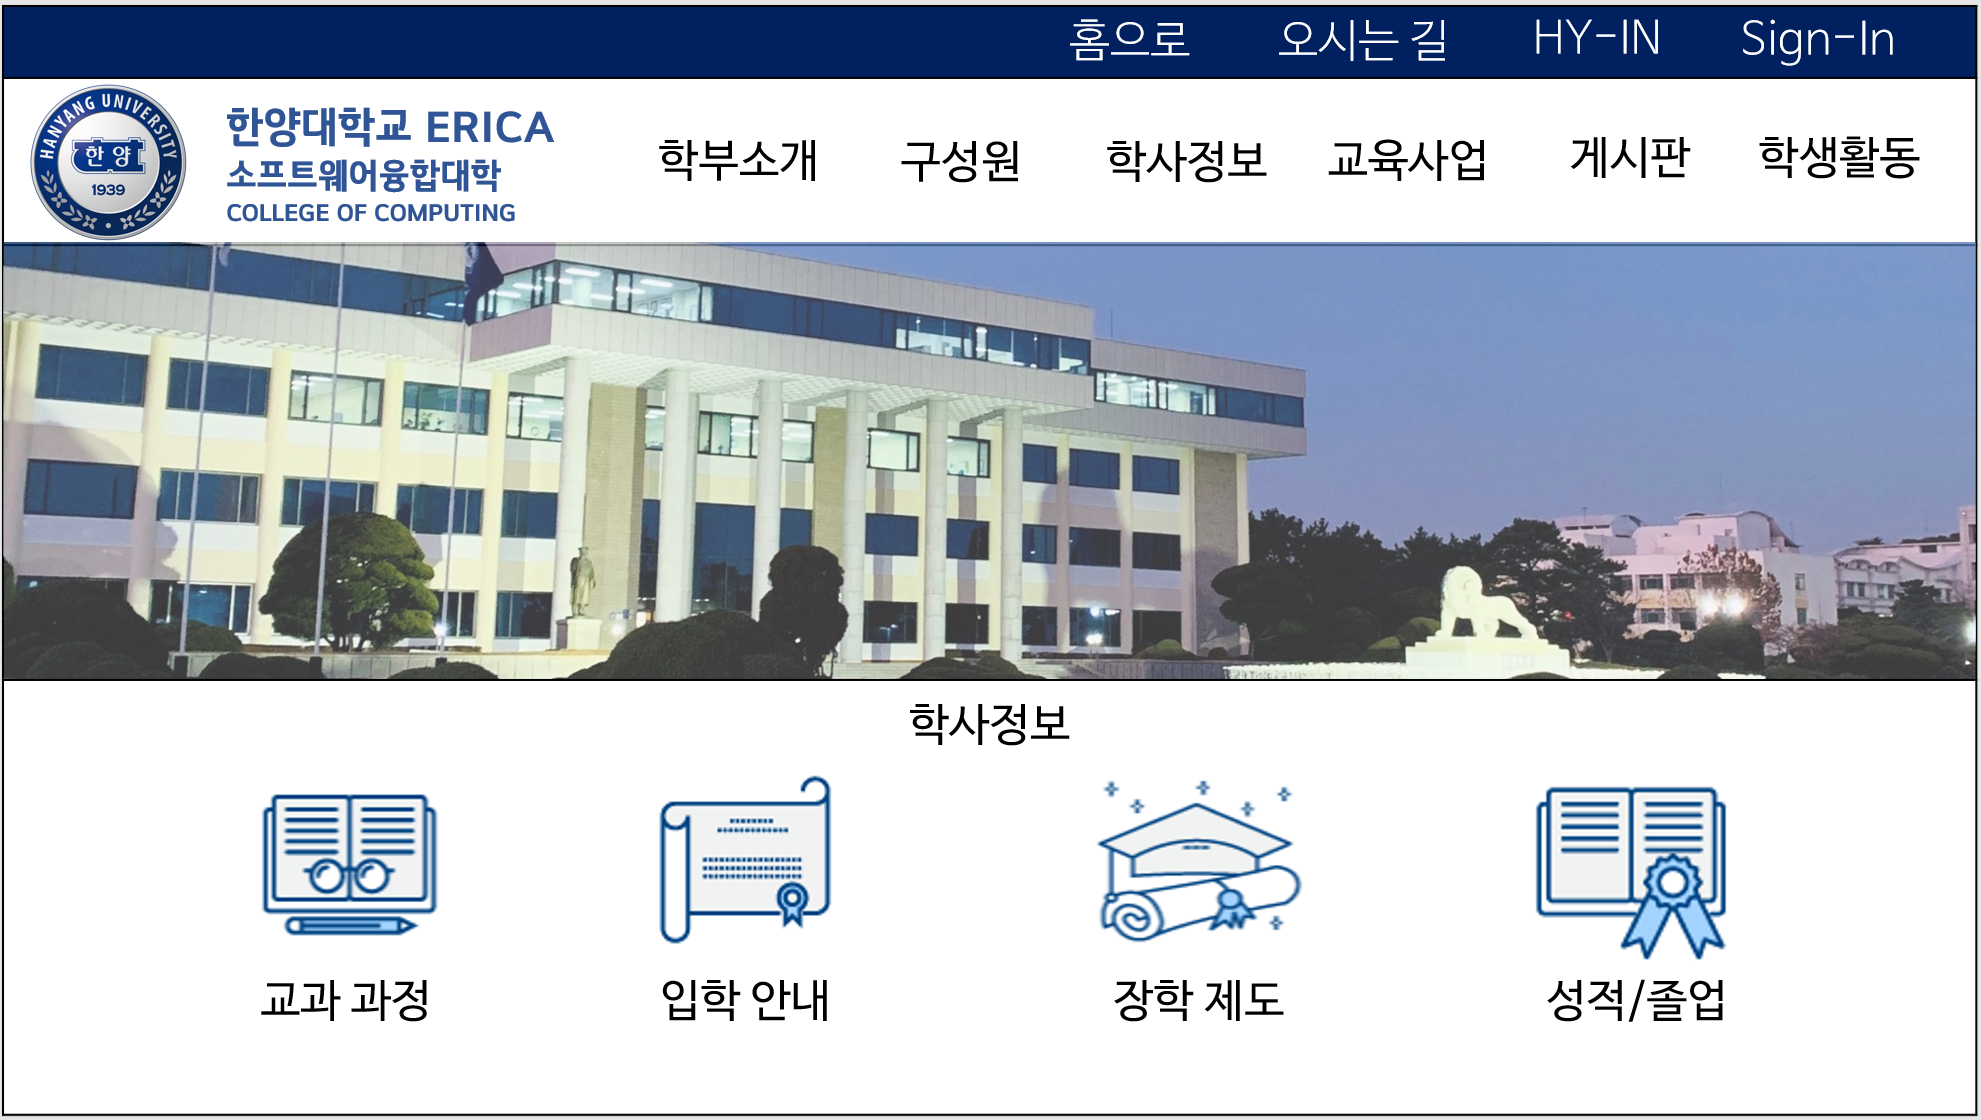 홈으로 오시는 길 HY-IN Sign-In
HANYANG UNIVERSITY
한양
1939
한양대학교 ERICA
소프트웨어융합대학
COLLEGE OF COMPUTING
학부소개 구성원 학사정보 교육사업 게시판 학생활동
학사정보
교과 과정 입학 안내 장학 제도 성적/졸업